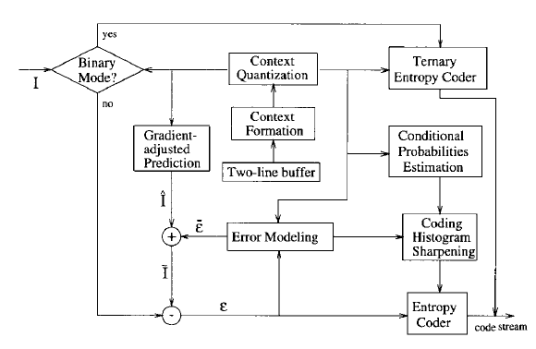 yes
Binary
Mode?
I
no
Context
Quantization
Ternary
Entropy Coder
Context
Formation
Gradient-
adjusted
Prediction
Two-line buffer
Conditional
Probabilities
Estimation
Î
+
ε̄
Error Modeling
Coding
Histogram
Sharpening
Ī
-
ε
Entropy
Coder
code stream